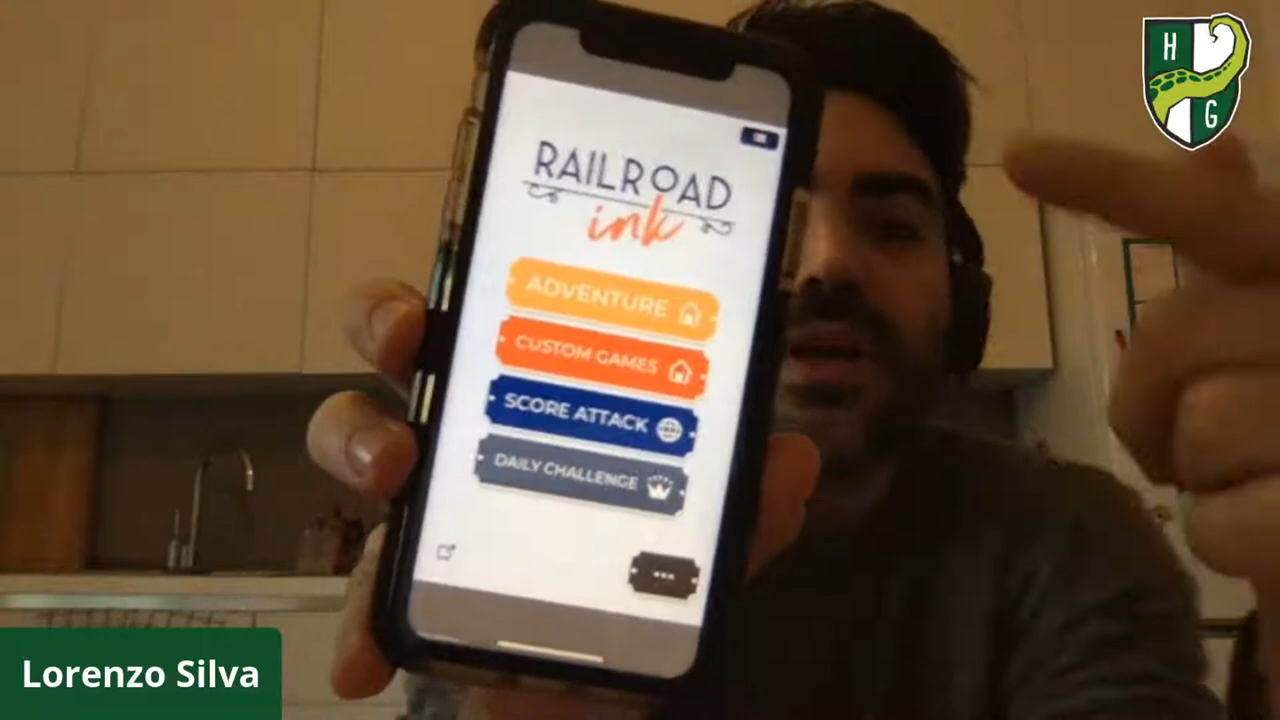 H
G
RAILROAD
ink
ADVENTURE
CUSTOM GAMES
SCORE ATTACK
DAILY CHALLENGE
Lorenzo Silva